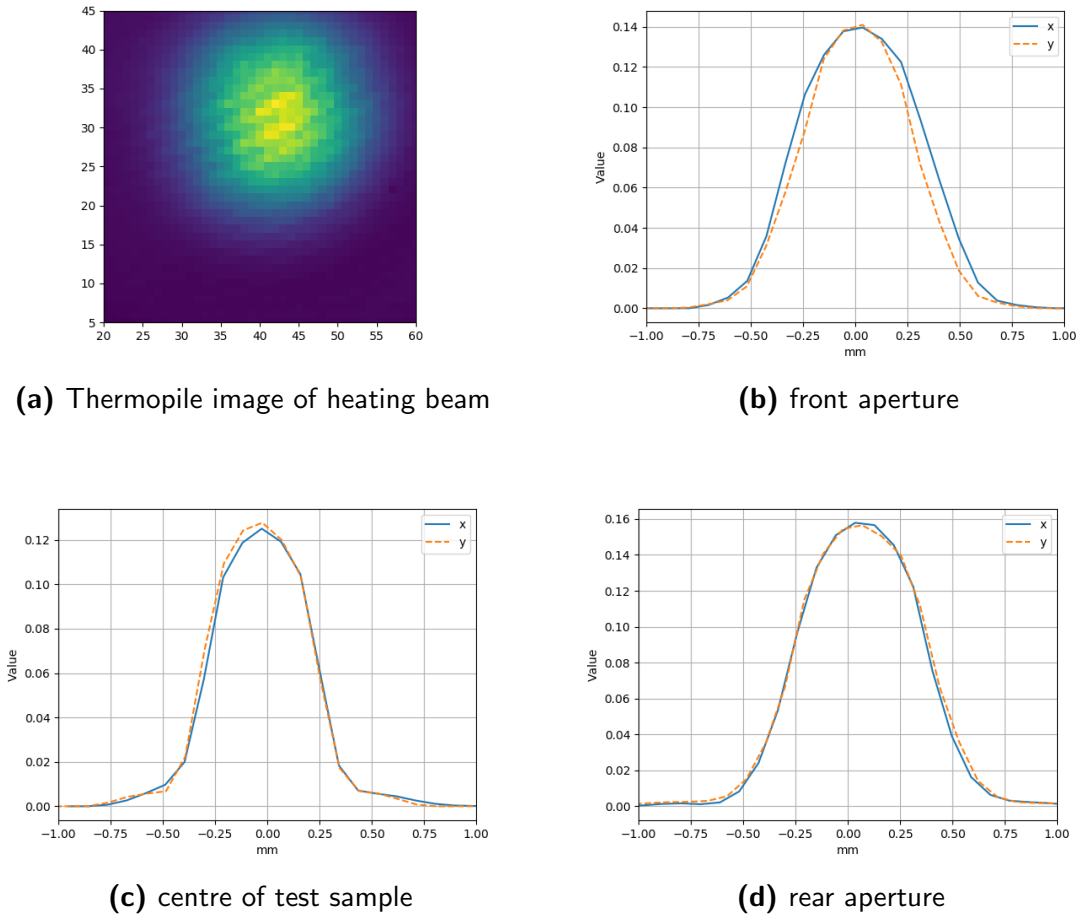 45
40
35
30
25
20
15
10
5
20 25 30 35 40 45 50 55 60
(a) Thermopile image of heating beam
0.14
0.12
0.10
0.08
0.06
0.04
0.02
0.00
Value
−1.00 −0.75 −0.50 −0.25 0.00 0.25 0.50 0.75 1.00
mm
x
y
(b) front aperture
0.12
0.10
0.08
0.06
0.04
0.02
0.00
Value
−1.00 −0.75 −0.50 −0.25 0.00 0.25 0.50 0.75 1.00
mm
x
y
(c) centre of test sample
0.16
0.14
0.12
0.10
0.08
0.06
0.04
0.02
0.00
Value
−1.00 −0.75 −0.50 −0.25 0.00 0.25 0.50 0.75 1.00
mm
x
y
(d) rear aperture